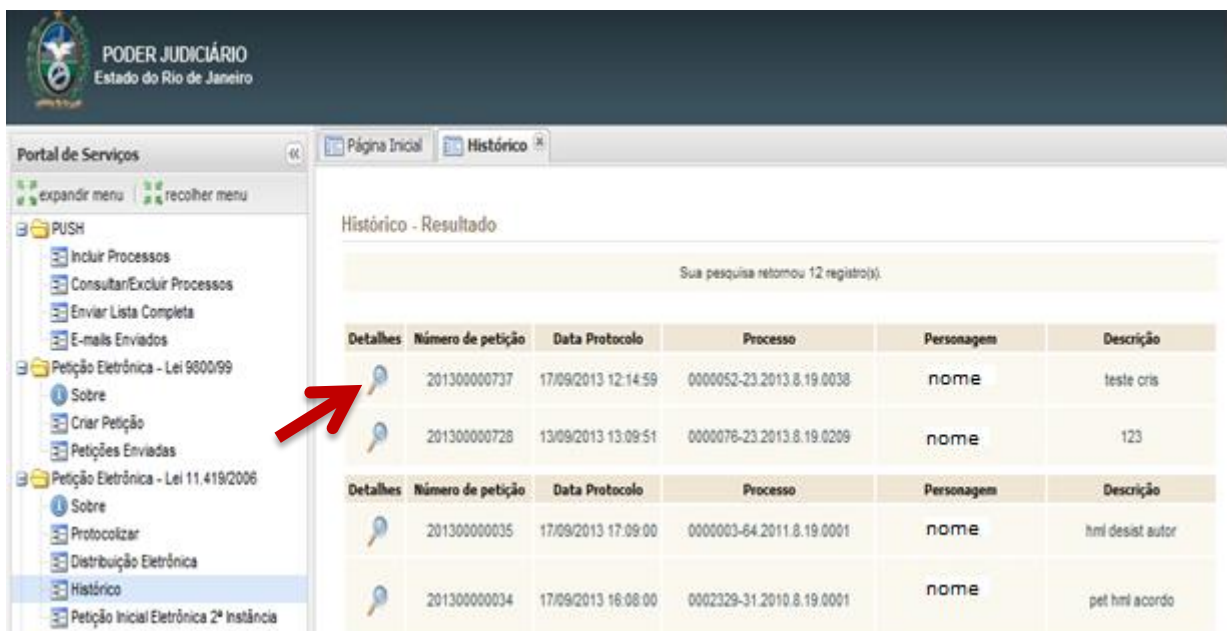 PODER JUDICIÁRIO
Estado do Rio de Janeiro
Portal de Serviços
expandir menu recolher menu
PUSH
Incluir Processos
Consultar/Excluir Processos
Enviar Lista Completa
E-mails Enviados
Petição Eletrônica - Lei 9800/99
Sobre
Criar Petição
Petições Enviadas
Petição Eletrônica - Lei 11.419/2006
Sobre
Protocolizar
Distribuição Eletrônica
Histórico
Petição Inicial Eletrônica 2ª Instância
Página Inicial Histórico
Histórico - Resultado
Sua pesquisa retornou 12 registro(s).
Detalhes Número de petição Data Protocolo Processo Personagem Descrição
201300000737 17/09/2013 12:14:59 0000052-23.2013.8.19.0038 nome teste cris
201300000728 13/09/2013 13:09:51 0000076-23.2013.8.19.0209 nome 123
Detalhes Número de petição Data Protocolo Processo Personagem Descrição
201300000035 17/09/2013 17:09:00 0000003-64.2011.8.19.0001 nome hml desist autor
201300000034 17/09/2013 16:08:00 0002329-31.2010.8.19.0001 nome pet hml acordo